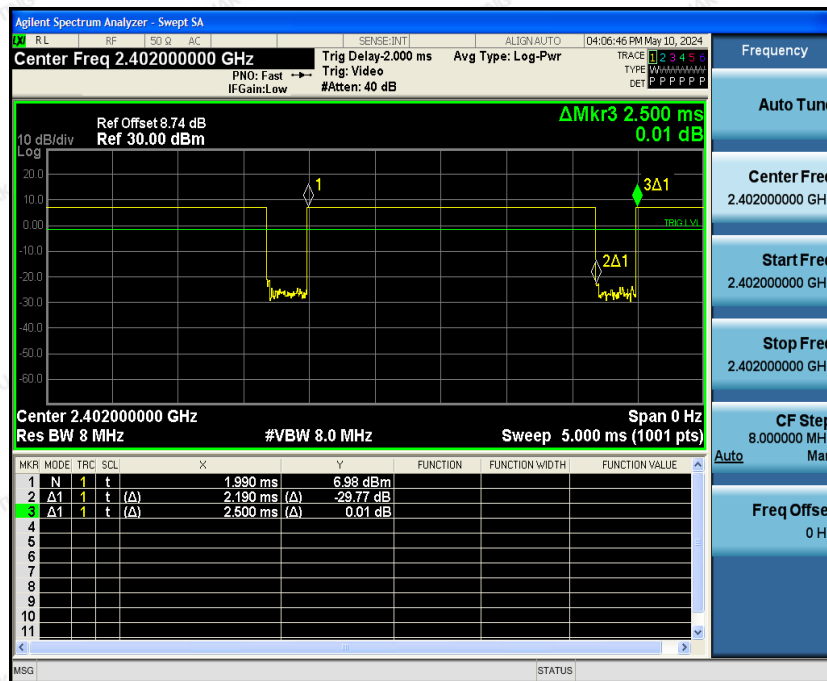 Agilent Spectrum Analyzer - Swept SA
LXI RL RF 50 Ω AC SENSE:INT ALIGN AUTO 04:06:46 PM May 10, 2024
Center Freq 2.402000000 GHz
PNO: Fast
IFGain:Low
Trig Delay-2.000 ms
Trig: Video
#Atten: 40 dB
Avg Type: Log-Pwr
TRACE 1 2 3 4 5 6
TYPE WWWWWW
DET P P P P P P
Frequency
Auto Tune
Center Freq
2.402000000 GH
Start Freq
2.402000000 GH
Stop Freq
2.402000000 GH
CF Step
8.000000 MH
Auto Man
Freq Offse
0 H
ΔMkr3 2.500 ms
0.01 dB
Ref Offset 8.74 dB
10 dB/div Ref 30.00 dBm
Log
20.0
10.0
0.00
-10.0
-20.0
-30.0
-40.0
-50.0
-60.0
1
3Δ1
TRIG LVL
2Δ1
Center 2.402000000 GHz Span 0 Hz
Res BW 8 MHz #VBW 8.0 MHz Sweep 5.000 ms (1001 pts)
MKR MODE TRC SCL X Y FUNCTION FUNCTION WIDTH FUNCTION VALUE
1 N 1 t 1.990 ms 6.98 dBm
2 Δ1 1 t (Δ) 2.190 ms (Δ) -29.77 dB
3 Δ1 1 t (Δ) 2.500 ms (Δ) 0.01 dB
4
5
6
7
8
9
10
11
MSG STATUS